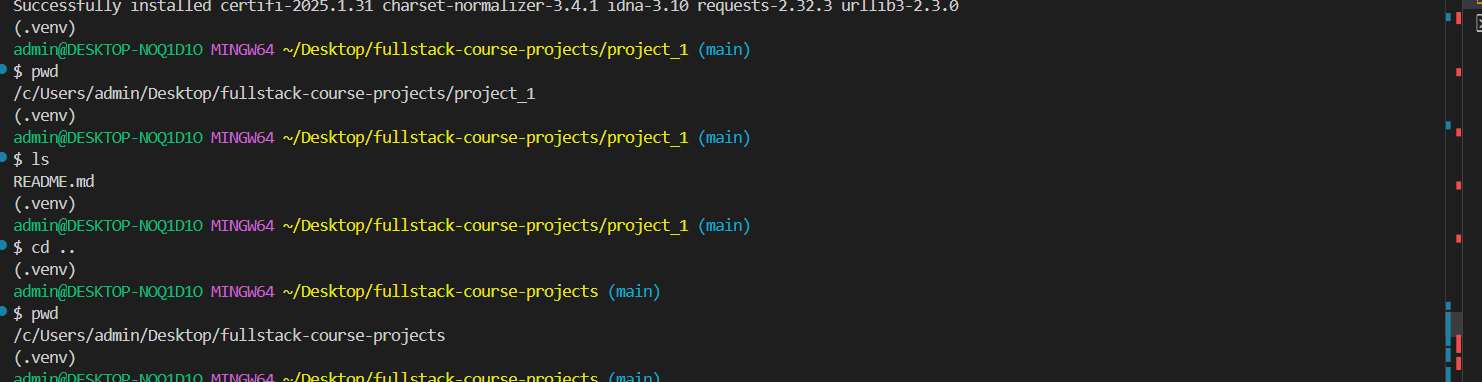 Successfully installed certifi-2025.1.31 charset-normalizer-3.4.1 idna-3.10 requests-2.32.3 urllib3-2.3.0
(.venv)
admin@DESKTOP-NOQ1D1O MINGW64 ~/Desktop/fullstack-course-projects/project_1 (main)
$ pwd
/c/Users/admin/Desktop/fullstack-course-projects/project_1
(.venv)
admin@DESKTOP-NOQ1D1O MINGW64 ~/Desktop/fullstack-course-projects/project_1 (main)
$ ls
README.md
(.venv)
admin@DESKTOP-NOQ1D1O MINGW64 ~/Desktop/fullstack-course-projects/project_1 (main)
$ cd ..
(.venv)
admin@DESKTOP-NOQ1D1O MINGW64 ~/Desktop/fullstack-course-projects (main)
$ pwd
/c/Users/admin/Desktop/fullstack-course-projects
(.venv)
admin@DESKTOP-NOQ1D1O MINGW64 ~/Desktop/fullstack-course-projects (main)